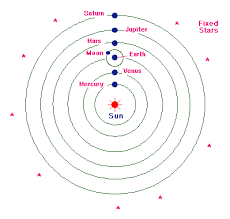 Saturn
Jupiter
Fixed
Stars
Mars
Moon
Earth
Venus
Mercury
Sun